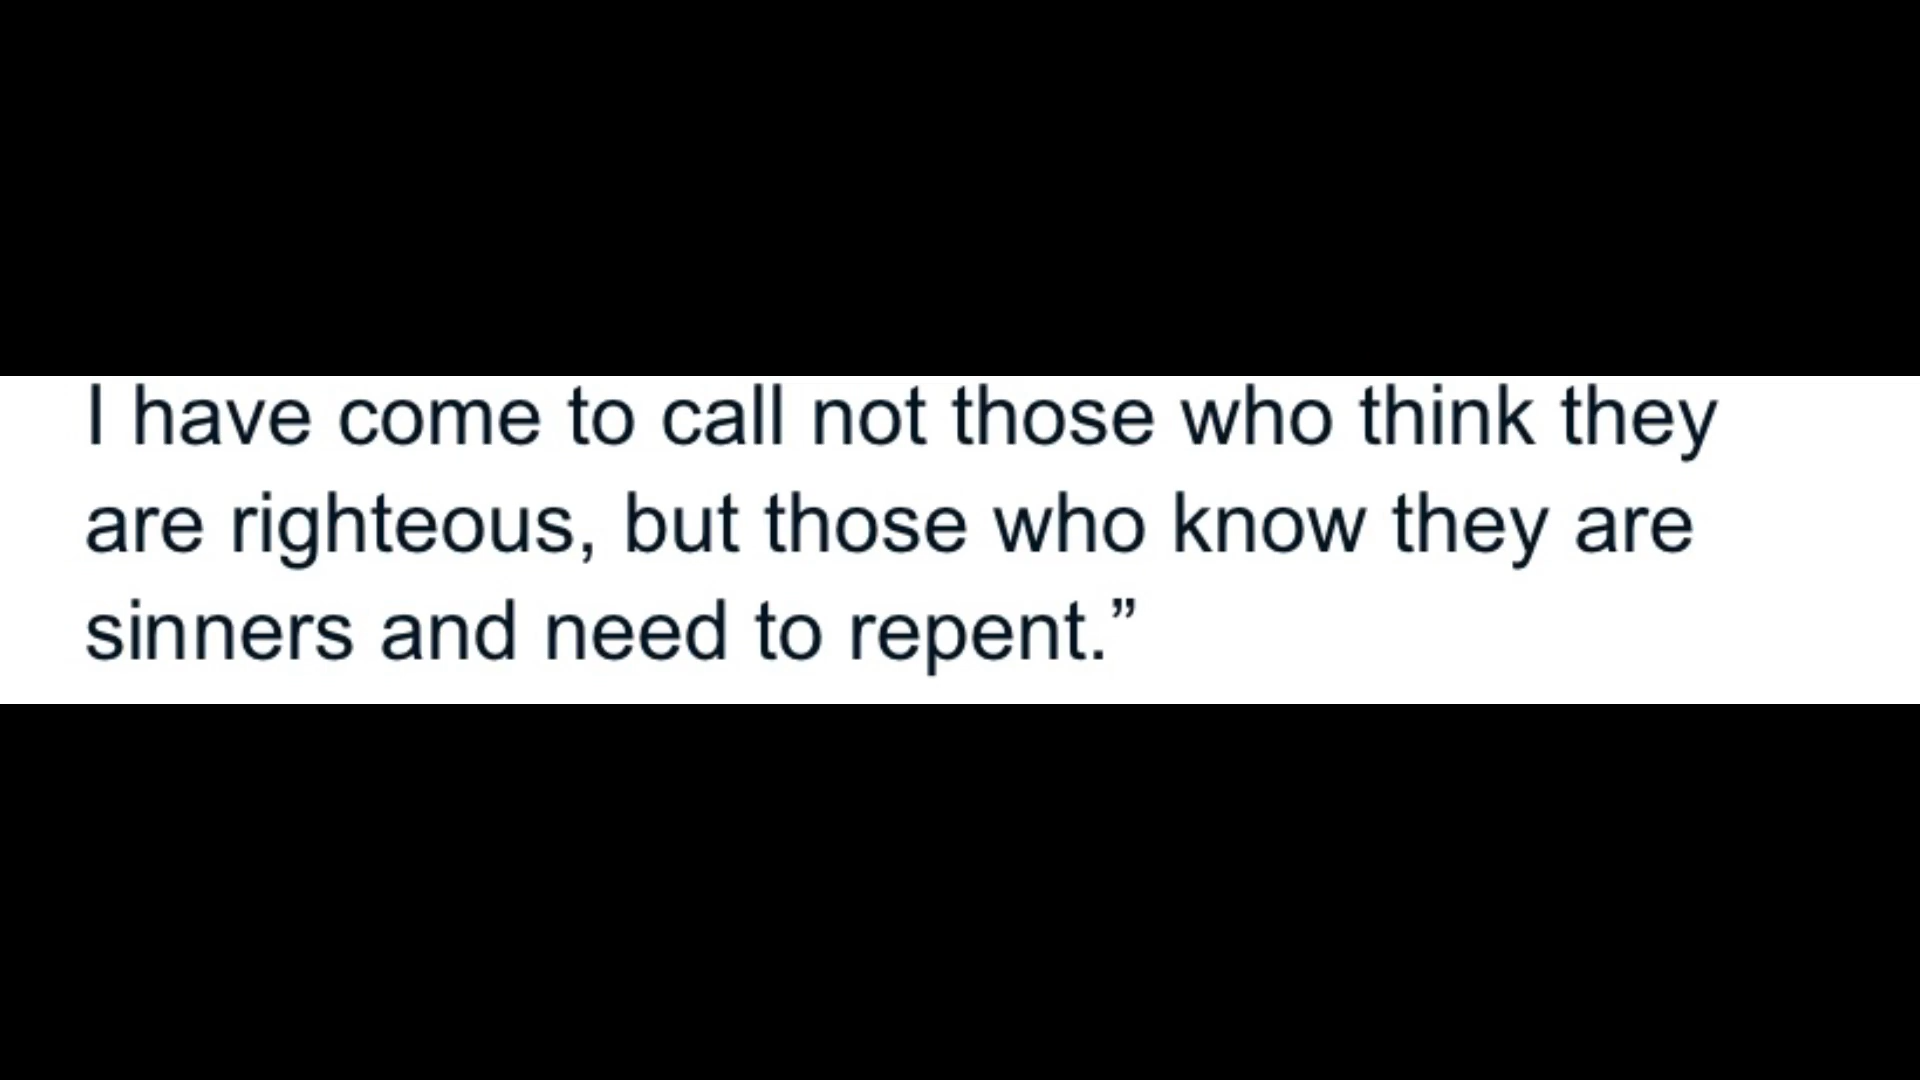 I have come to call not those who think they
are righteous, but those who know they are
sinners and need to repent.”